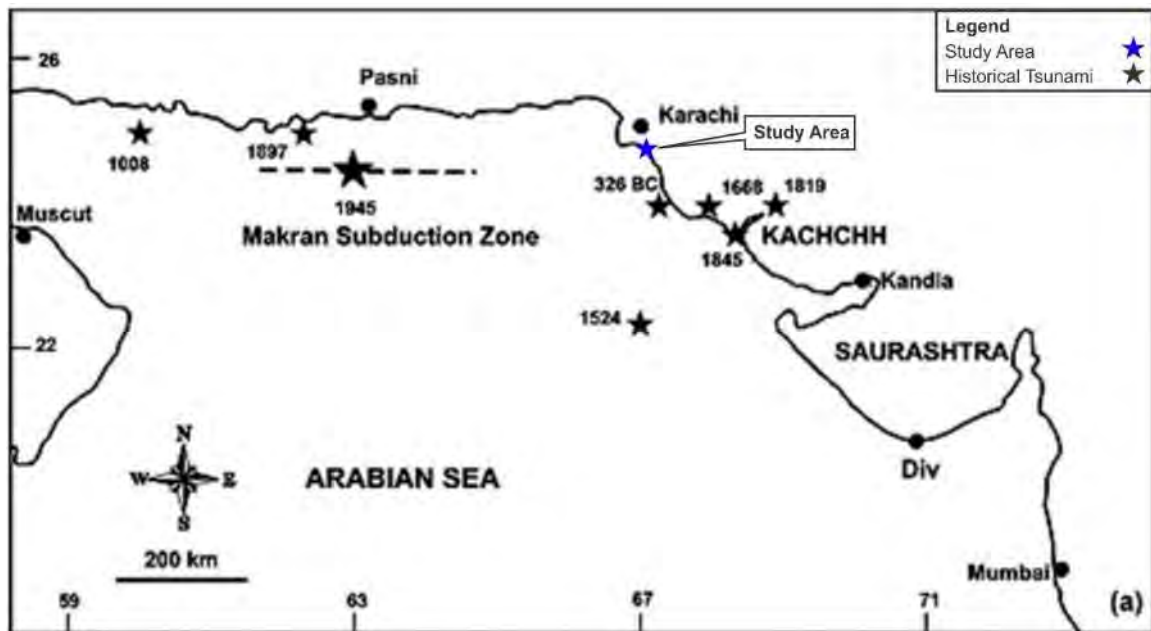 Legend
Study Area
Historical Tsunami
26
Pasni
Karachi
Study Area
1008
1897
1945
326 BC
1668
1819
Muscut
Makran Subduction Zone
KACHCHH
1845
Kandla
1524
22
SAURASHTRA
N
W E
S
ARABIAN SEA
Div
200 km
Mumbai
(a)
59
63
67
71